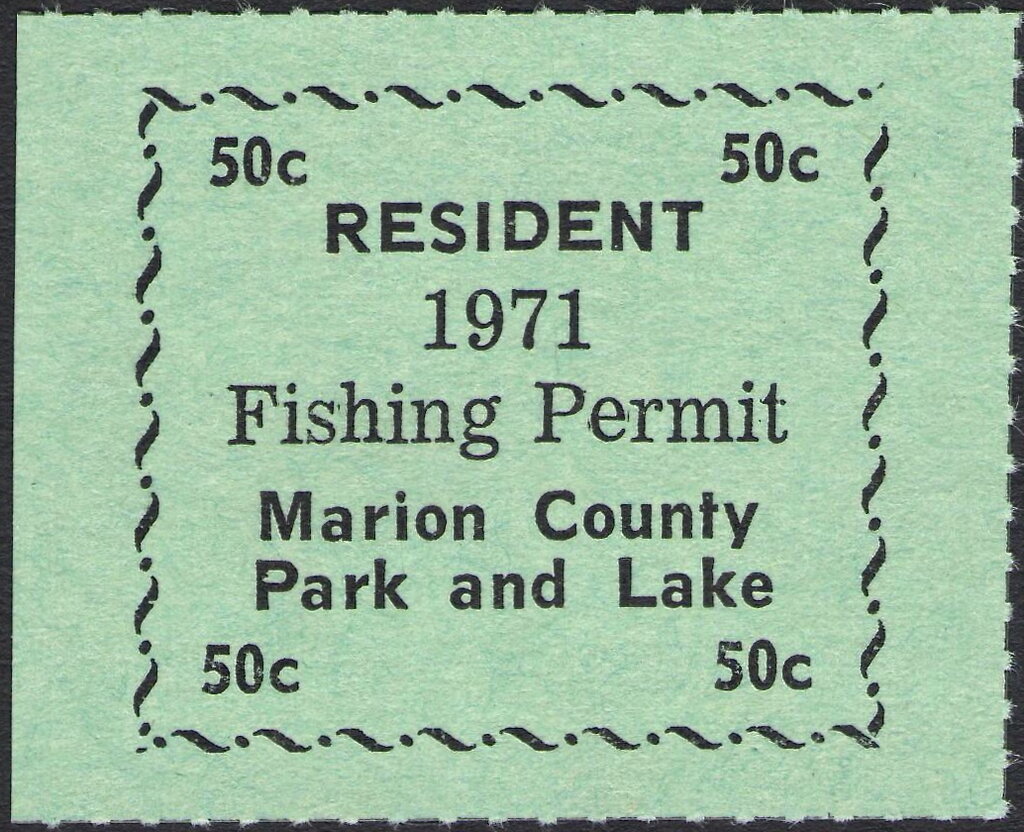 50c 50c
RESIDENT
1971
Fishing Permit
Marion County
Park and Lake
50c 50c